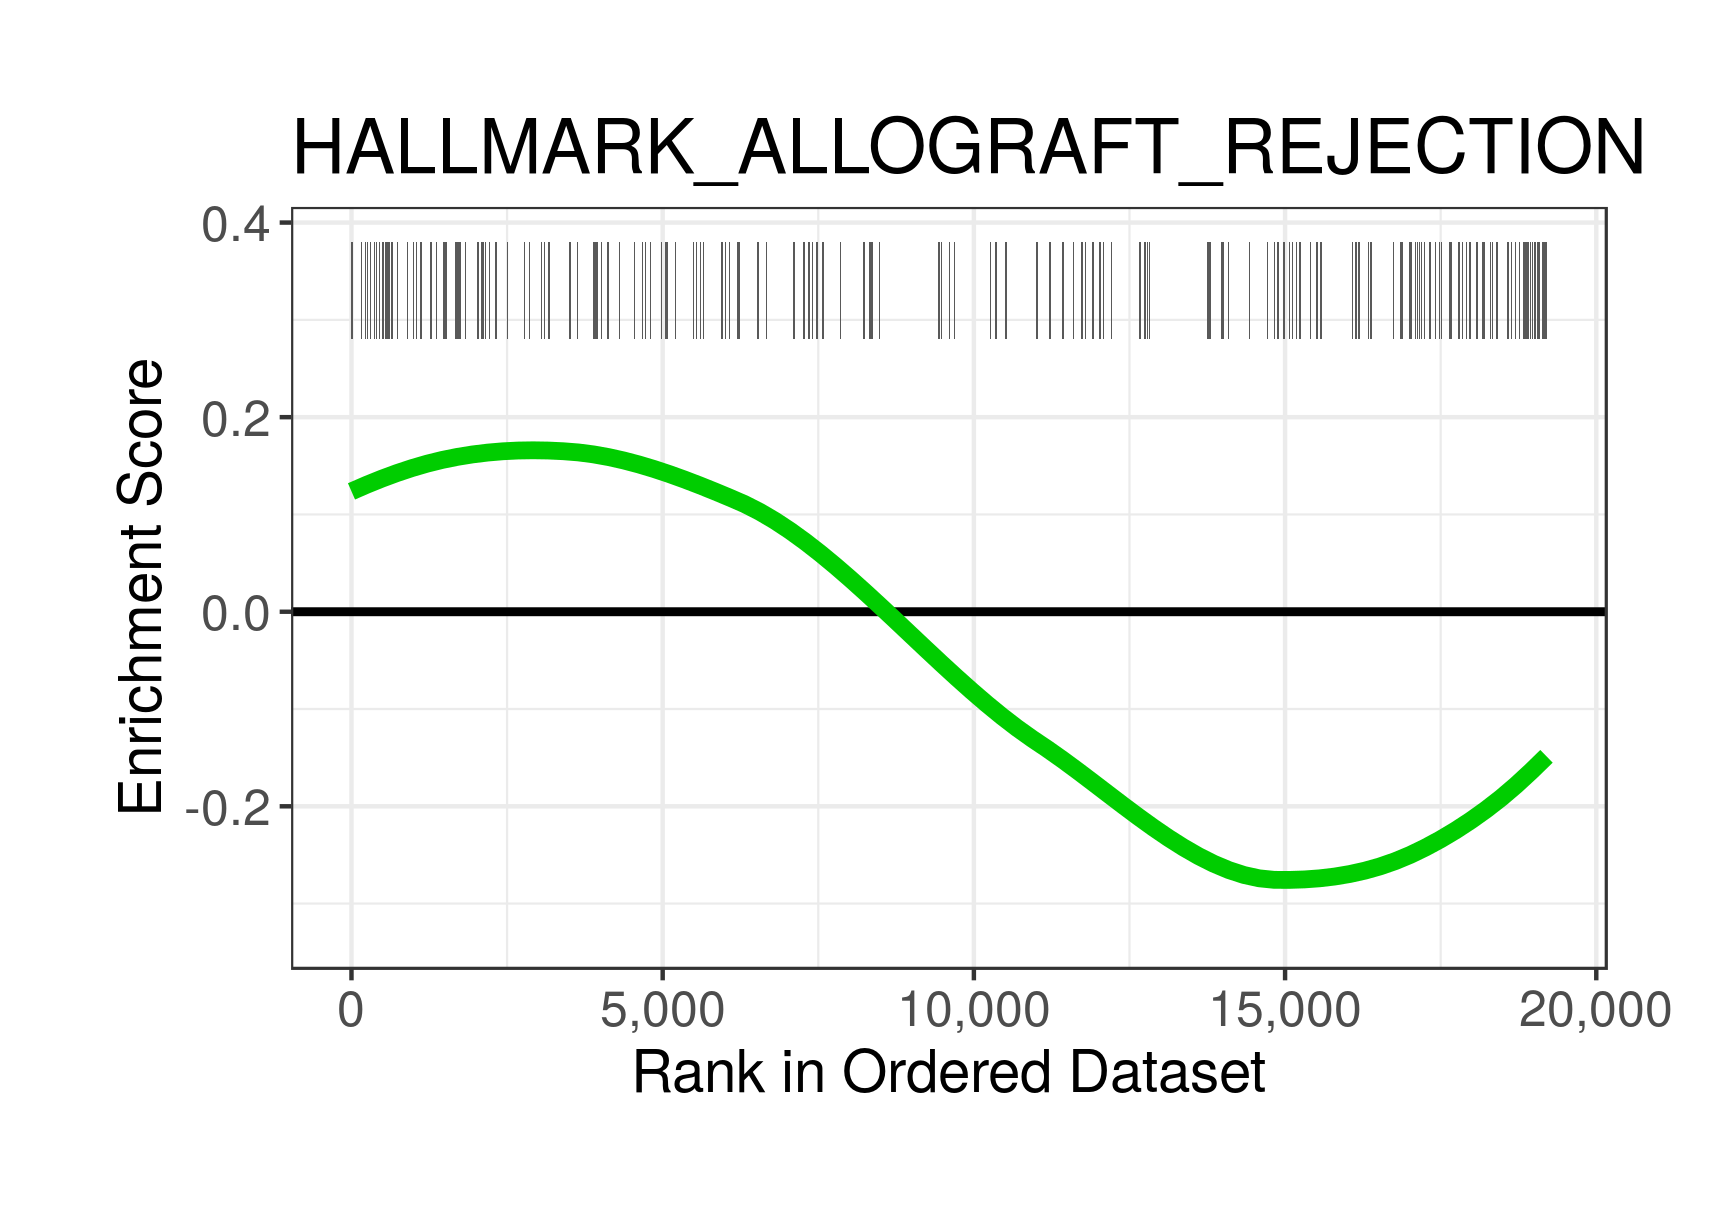 HALLMARK_ALLOGRAFT_REJECTION
Enrichment Score
0.4
0.2
0.0
-0.2
0 5,000 10,000 15,000 20,000
Rank in Ordered Dataset